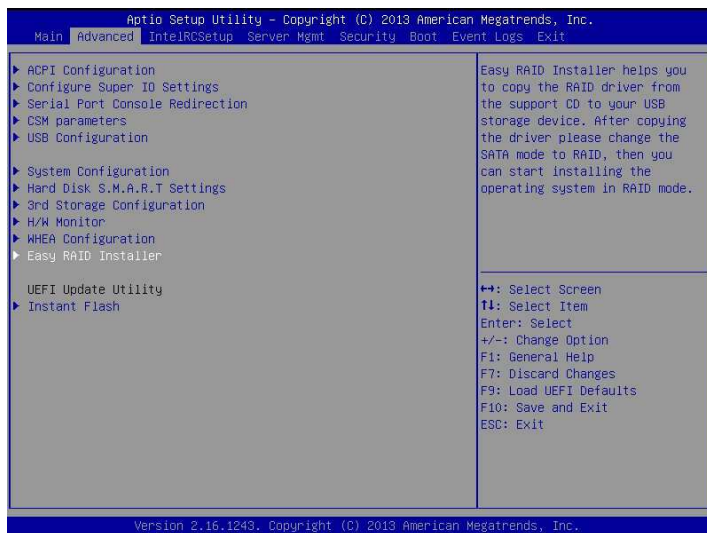 Aptio Setup Utility – Copyright (C) 2013 American Megatrends, Inc.
Main Advanced IntelRCSetup Server Mgmt Security Boot Event Logs Exit
ACPI Configuration
Configure Super IO Settings
Serial Port Console Redirection
CSM parameters
USB Configuration
System Configuration
Hard Disk S.M.A.R.T Settings
3rd Storage Configuration
H/W Monitor
WHEA Configuration
Easy RAID Installer
UEFI Update Utility
Instant Flash
Easy RAID Installer helps you
to copy the RAID driver from
the support CD to your USB
storage device. After copying
the driver please change the
SATA mode to RAID, then you
can start installing the
operating system in RAID mode.
↔: Select Screen
↑↓: Select Item
Enter: Select
+/-: Change Option
F1: General Help
F7: Discard Changes
F9: Load UEFI Defaults
F10: Save and Exit
ESC: Exit
Version 2.16.1243. Copyright (C) 2013 American Megatrends, Inc.